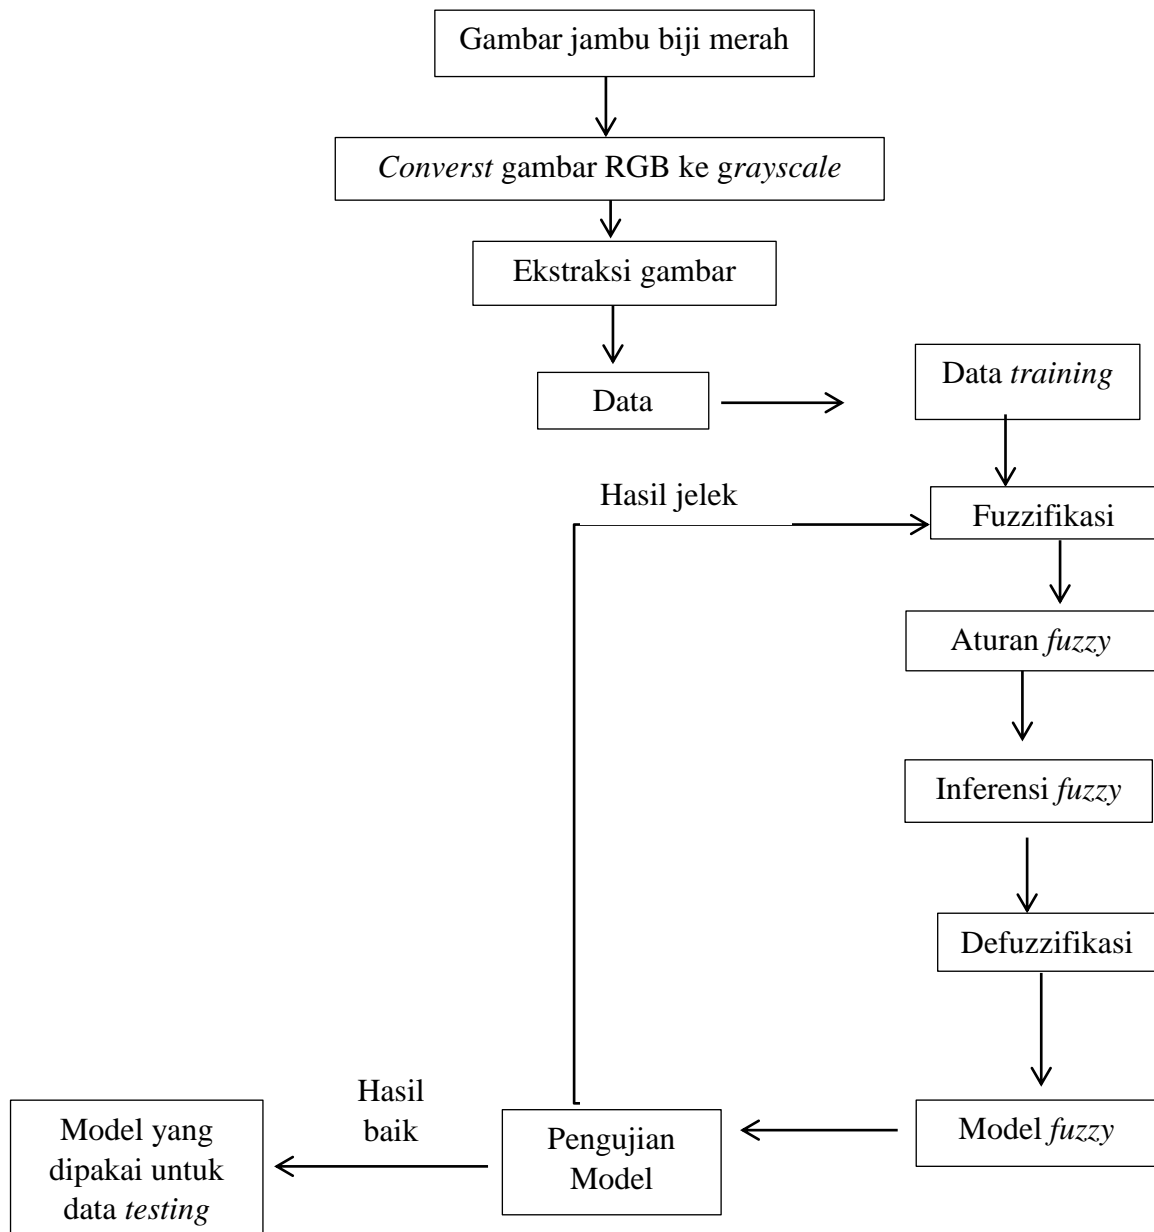 Gambar jambu biji merah
Converst gambar RGB ke grayscale
Ekstraksi gambar
Data
Data training
Hasil jelek
Fuzzifikasi
Aturan fuzzy
Inferensi fuzzy
Defuzzifikasi
Model fuzzy
Pengujian
Model
Hasil
baik
Model yang
dipakai untuk
data testing